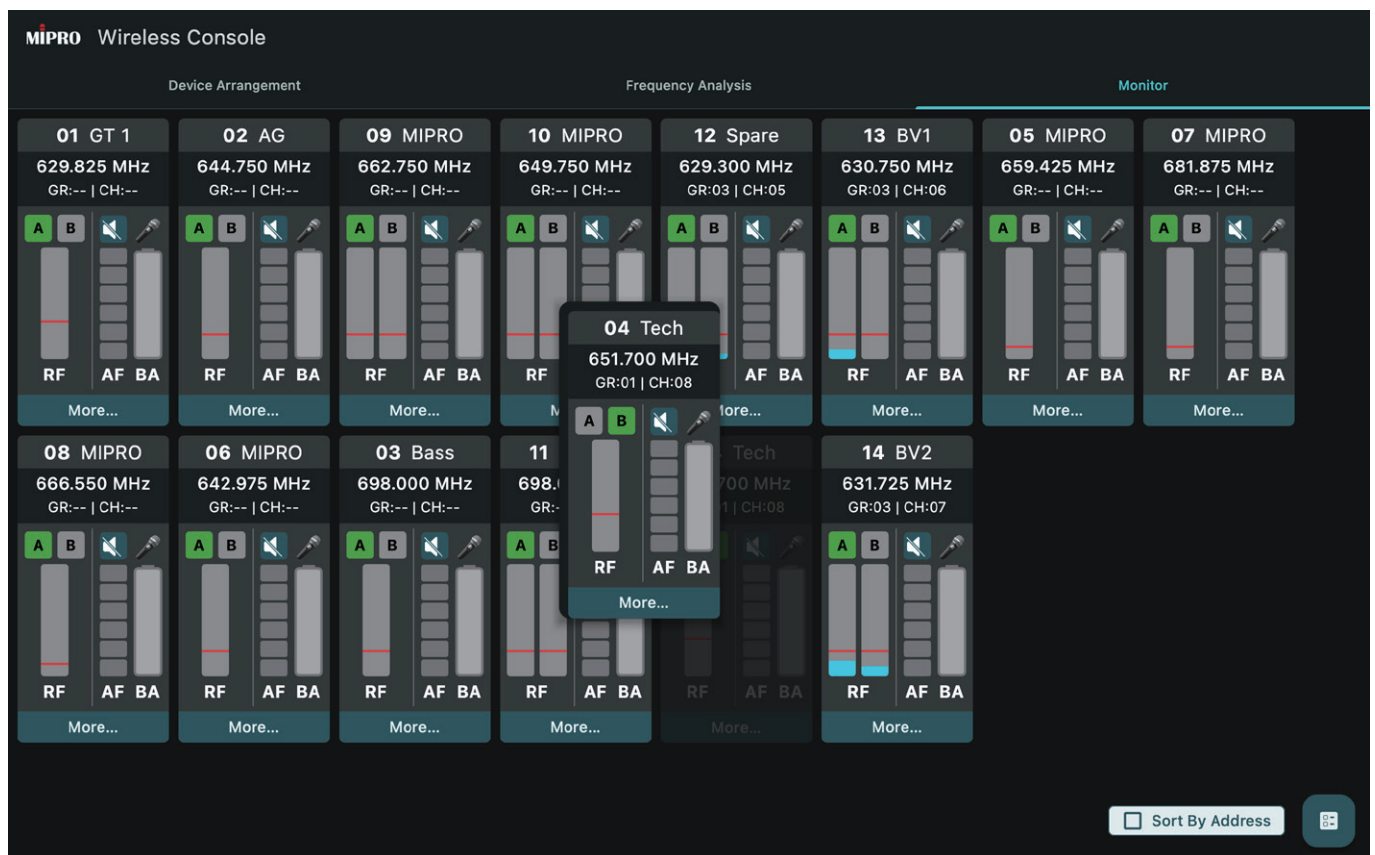 MIPRO Wireless Console
Device Arrangement
Frequency Analysis
Monitor
01 GT 1
629.825 MHz
GR:-- | CH:--
A B
RF AF BA
More...
02 AG
644.750 MHz
GR:-- | CH:--
A B
RF AF BA
More...
09 MIPRO
662.750 MHz
GR:-- | CH:--
A B
RF AF BA
More...
10 MIPRO
649.750 MHz
GR:-- | CH:--
A B
RF
12 Spare
629.300 MHz
GR:03 | CH:05
A B
AF BA
More...
13 BV1
630.750 MHz
GR:03 | CH:06
A B
RF AF BA
More...
05 MIPRO
659.425 MHz
GR:-- | CH:--
A B
RF AF BA
More...
07 MIPRO
681.875 MHz
GR:-- | CH:--
A B
RF AF BA
More...
04 Tech
651.700 MHz
GR:01 | CH:08
A B
RF AF BA
More...
08 MIPRO
666.550 MHz
GR:-- | CH:--
A B
RF AF BA
More...
06 MIPRO
642.975 MHz
GR:-- | CH:--
A B
RF AF BA
More...
03 Bass
698.000 MHz
GR:-- | CH:--
A B
RF AF BA
More...
11
698.
GR:-
A B
RF AF BA
More...
Tech
700 MHz
CH:08
RF AF BA
More...
14 BV2
631.725 MHz
GR:03 | CH:07
A B
RF AF BA
More...
Sort By Address